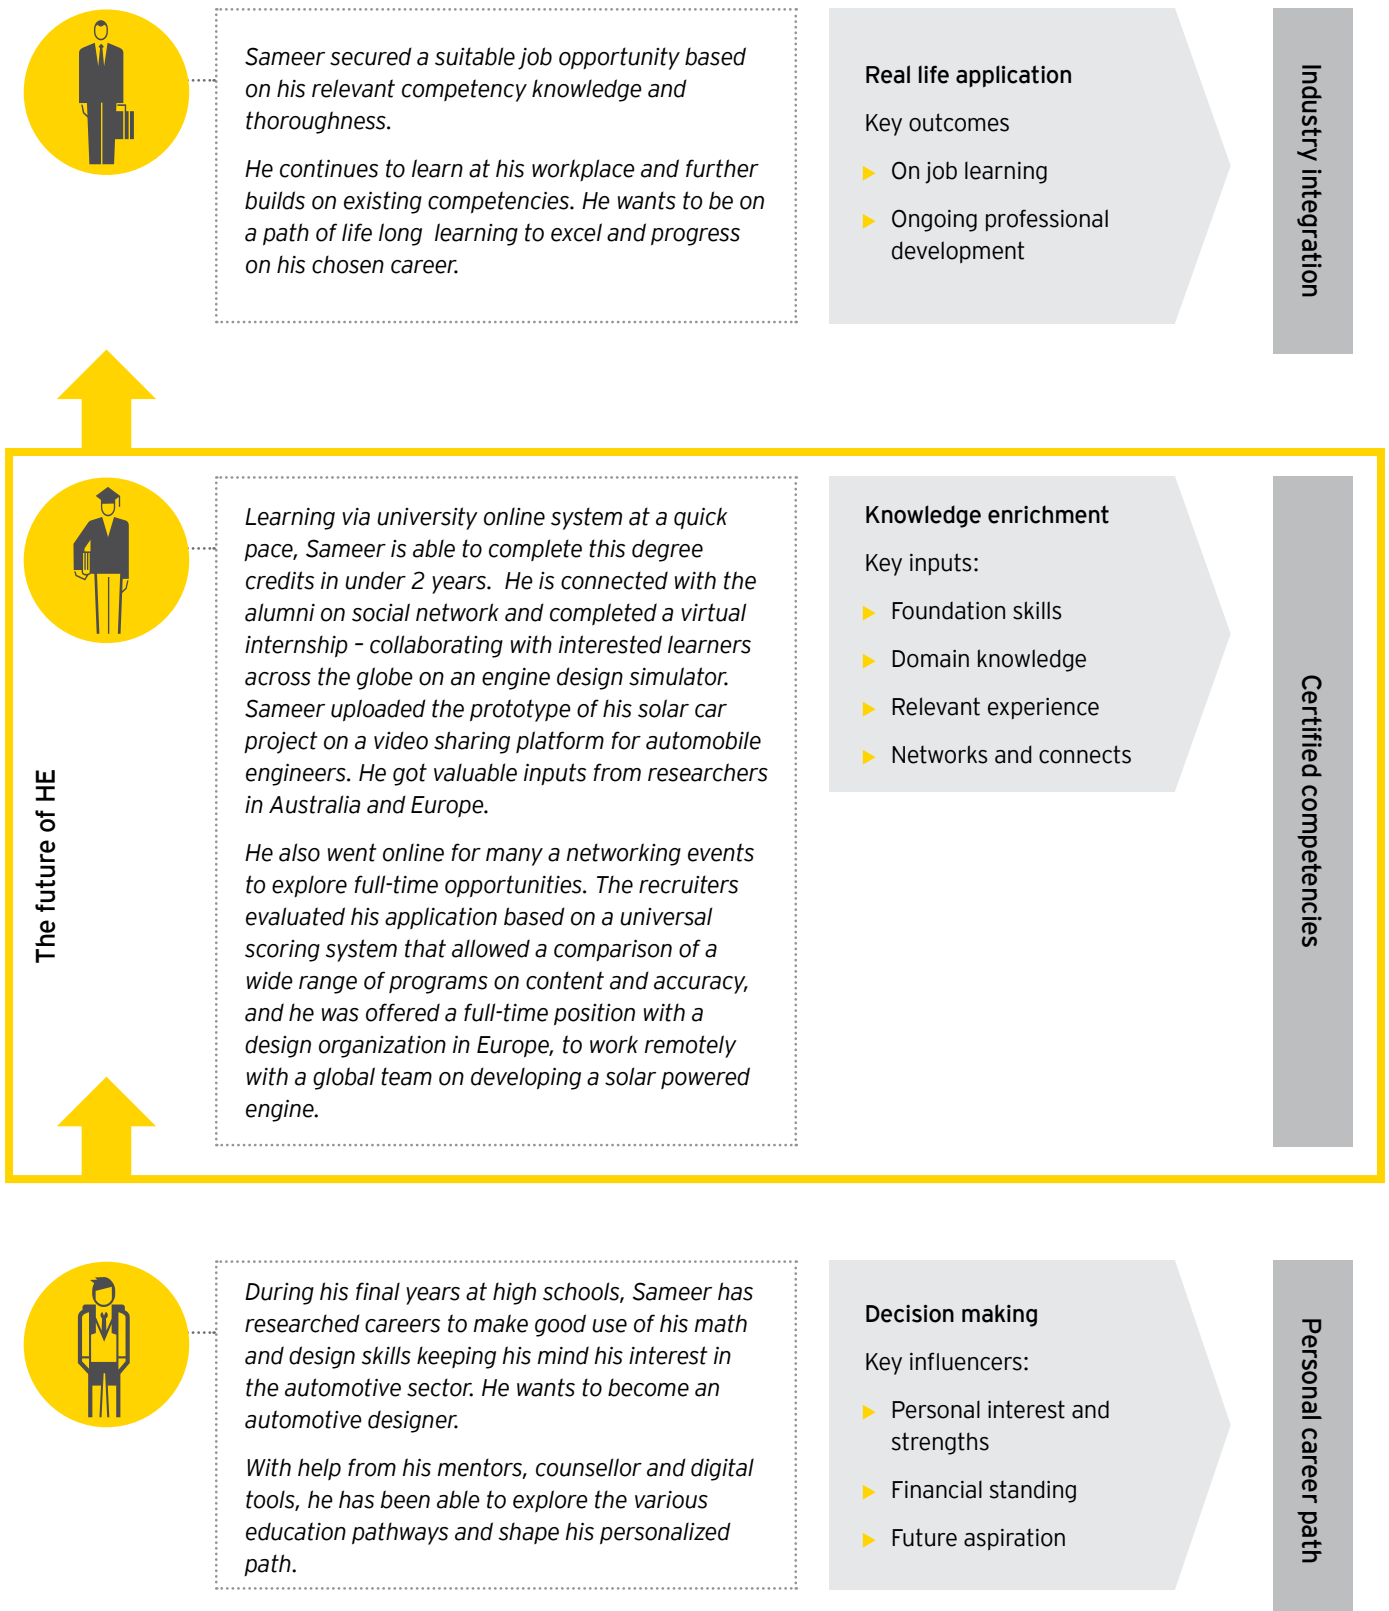 Sameer secured a suitable job opportunity based
on his relevant competency knowledge and
thoroughness.
He continues to learn at his workplace and further
builds on existing competencies. He wants to be on
a path of life long  learning to excel and progress
on his chosen career.
Real life application
Key outcomes
On job learning
Ongoing professional
development
Industry integration
The future of HE
Learning via university online system at a quick
pace, Sameer is able to complete this degree
credits in under 2 years.  He is connected with the
alumni on social network and completed a virtual
internship – collaborating with interested learners
across the globe on an engine design simulator.
Sameer uploaded the prototype of his solar car
project on a video sharing platform for automobile
engineers. He got valuable inputs from researchers
in Australia and Europe.
He also went online for many a networking events
to explore full-time opportunities. The recruiters
evaluated his application based on a universal
scoring system that allowed a comparison of a
wide range of programs on content and accuracy,
and he was offered a full-time position with a
design organization in Europe, to work remotely
with a global team on developing a solar powered
engine.
Knowledge enrichment
Key inputs:
Foundation skills
Domain knowledge
Relevant experience
Networks and connects
Certified competencies
During his final years at high schools, Sameer has
researched careers to make good use of his math
and design skills keeping his mind his interest in
the automotive sector. He wants to become an
automotive designer.
With help from his mentors, counsellor and digital
tools, he has been able to explore the various
education pathways and shape his personalized
path.
Decision making
Key influencers:
Personal interest and
strengths
Financial standing
Future aspiration
Personal career path